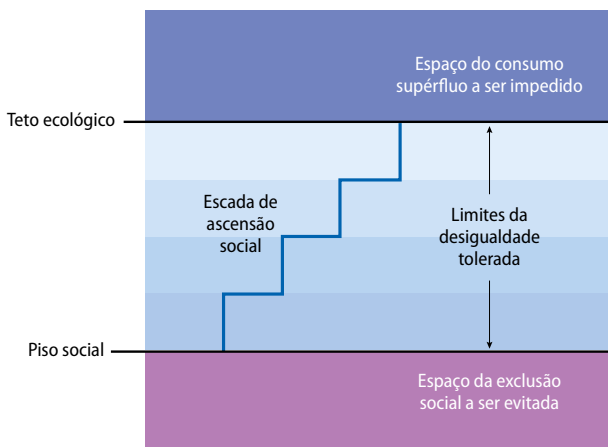 Espaço do consumo
supérfluo a ser impedido
Teto ecológico
Escada de
ascensão
social
Limites da
desigualdade
tolerada
Piso social
Espaço da exclusão
social a ser evitada